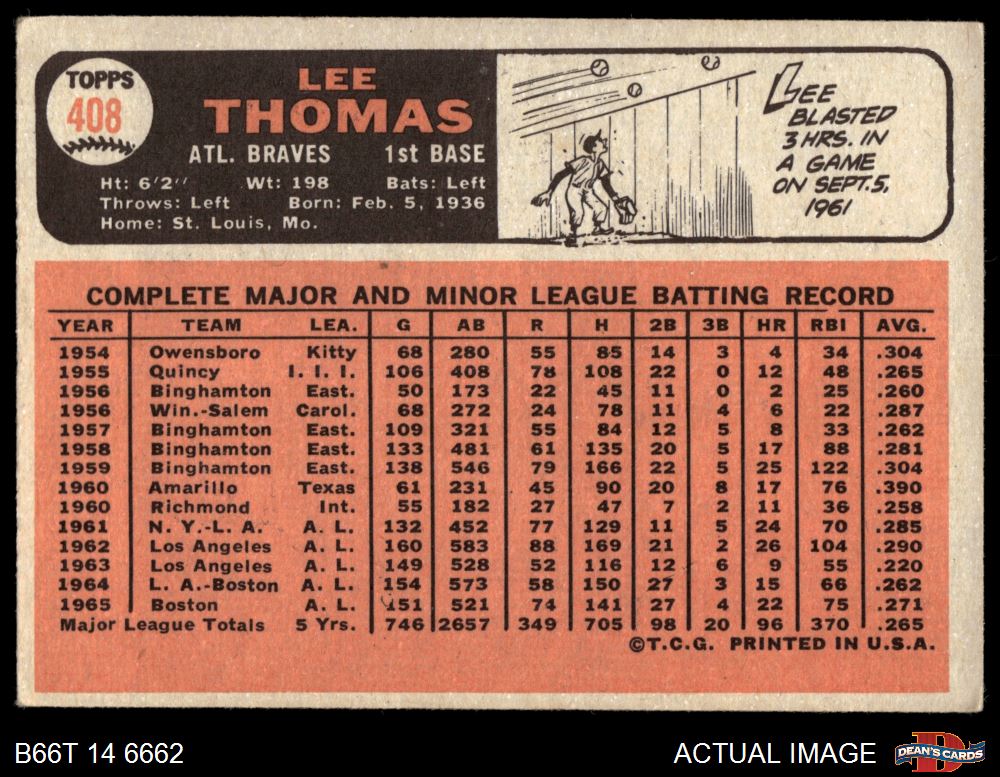 TOPPS
408
LEE
THOMAS
ATL. BRAVES 1st BASE
Ht: 6'2" Wt: 198 Bats: Left
Throws: Left Born: Feb. 5, 1936
Home: St. Louis, Mo.
LEE
BLASTED
3 HRS. IN
A GAME
ON SEPT. 5,
1961
COMPLETE MAJOR AND MINOR LEAGUE BATTING RECORD
YEAR TEAM LEA. G AB R H 2B 3B HR RBI AVG.
1954 Owensboro Kitty 68 280 55 85 14 3 4 34 .304
1955 Quincy I. I. I. 106 408 78 108 22 0 12 48 .265
1956 Binghamton East. 50 173 22 45 11 0 2 25 .260
1956 Win.-Salem Carol. 68 272 24 78 11 4 6 22 .287
1957 Binghamton East. 109 321 55 84 12 5 8 33 .262
1958 Binghamton East. 133 481 61 135 20 5 17 88 .281
1959 Binghamton East. 138 546 79 166 22 5 25 122 .304
1960 Amarillo Texas 61 231 45 90 20 8 17 76 .390
1960 Richmond Int. 55 182 27 47 7 2 11 36 .258
1961 N. Y.-L. A. A. L. 132 452 77 129 11 5 24 70 .285
1962 Los Angeles A. L. 160 583 88 169 21 2 26 104 .290
1963 Los Angeles A. L. 149 528 52 116 12 6 9 55 .220
1964 L. A.-Boston A. L. 154 573 58 150 27 3 15 66 .262
1965 Boston A. L. 151 521 74 141 27 4 22 75 .271
Major League Totals 5 Yrs. 746 2657 349 705 98 20 96 370 .265
©T.C.G. PRINTED IN U.S.A.
B66T 14 6662
ACTUAL IMAGE
DEAN'S CARDS